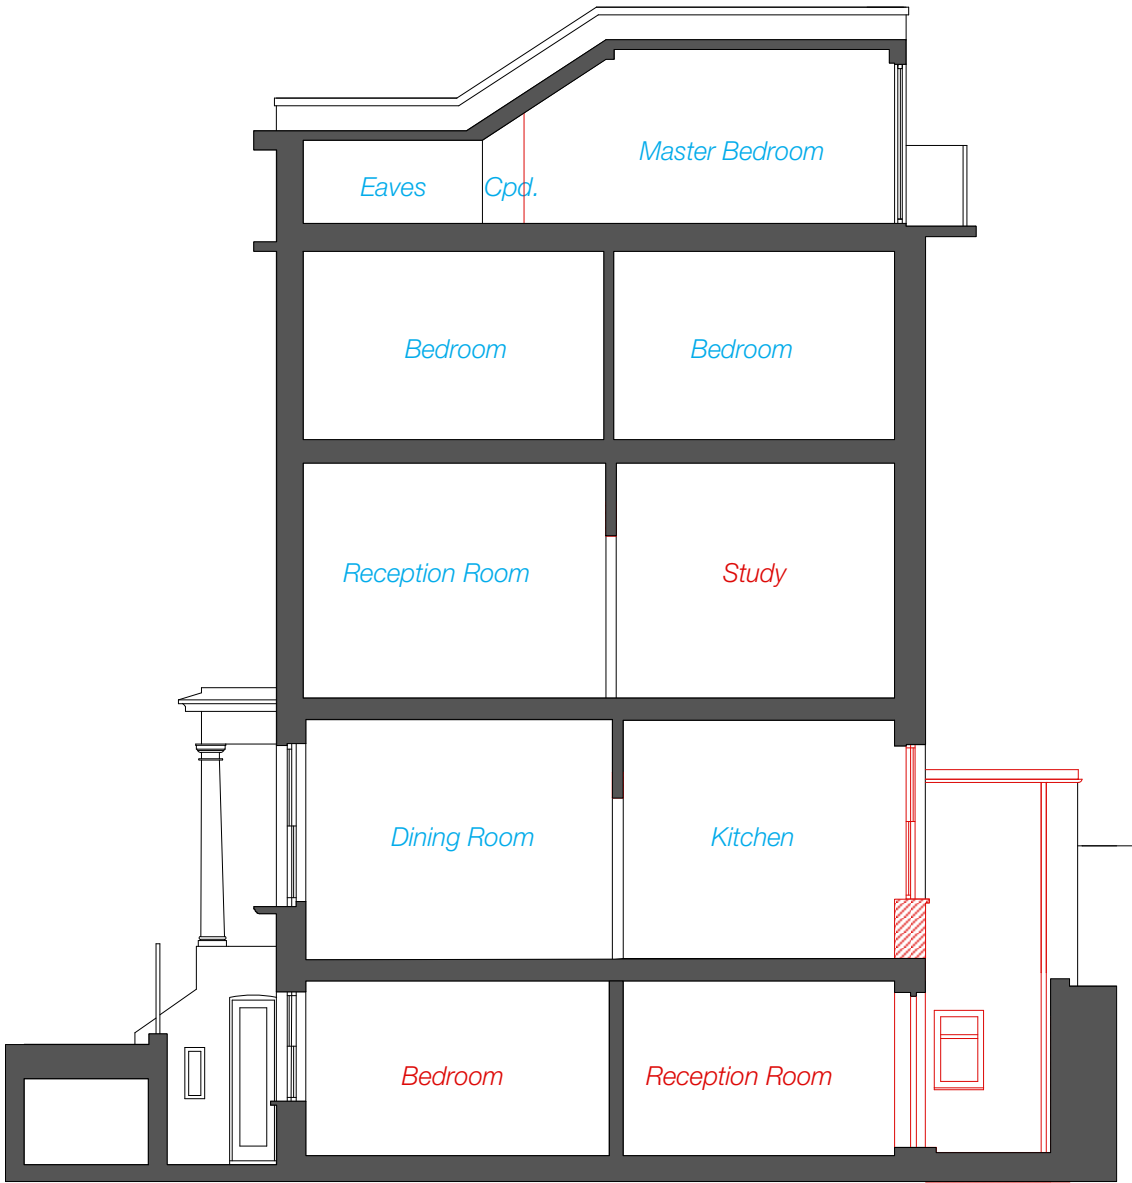 Master Bedroom
Eaves
Cpd.
Bedroom
Bedroom
Reception Room
Study
Dining Room
Kitchen
Bedroom
Reception Room